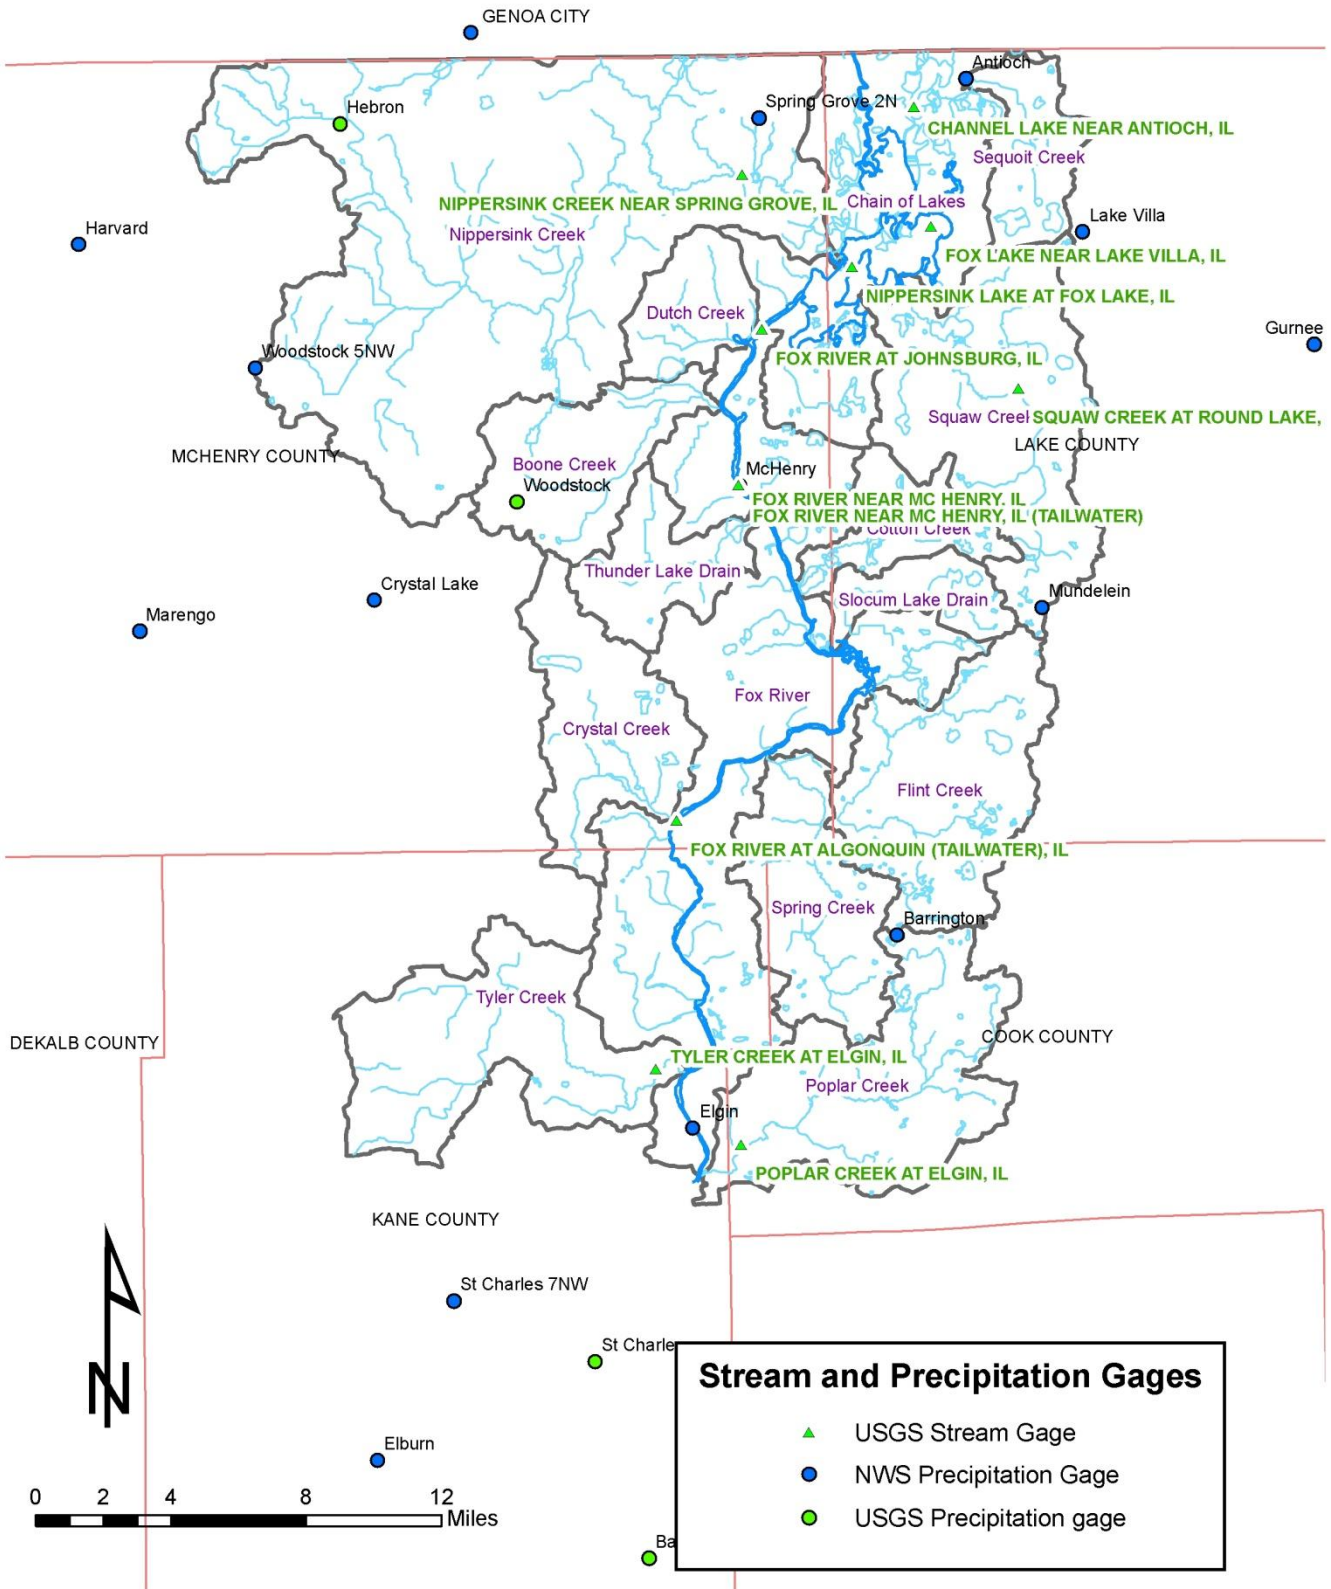 GENOA CITY
Antioch
Hebron
Spring Grove 2N
CHANNEL LAKE NEAR ANTIOCH, IL
Sequoit Creek
NIPPERSINK CREEK NEAR SPRING GROVE, IL
Chain of Lakes
Lake Villa
Harvard
Nippersink Creek
FOX LAKE NEAR LAKE VILLA, IL
NIPPERSINK LAKE AT FOX LAKE, IL
Dutch Creek
Gurnee
Woodstock 5NW
FOX RIVER AT JOHNSBURG, IL
Squaw Creek
SQUAW CREEK AT ROUND LAKE,
LAKE COUNTY
MCHENRY COUNTY
Boone Creek
McHenry
Woodstock
FOX RIVER NEAR MC HENRY. IL
FOX RIVER NEAR MC HENRY, IL (TAILWATER)
Cotton Creek
Thunder Lake Drain
Crystal Lake
Slocum Lake Drain
Mundelein
Marengo
Fox River
Crystal Creek
Flint Creek
FOX RIVER AT ALGONQUIN (TAILWATER), IL
Spring Creek
Barrington
Tyler Creek
DEKALB COUNTY
COOK COUNTY
TYLER CREEK AT ELGIN, IL
Poplar Creek
Elgin
POPLAR CREEK AT ELGIN, IL
KANE COUNTY
St Charles 7NW
St Charle
Stream and Precipitation Gages
USGS Stream Gage
NWS Precipitation Gage
USGS Precipitation gage
N
Elburn
0 2 4 8 12
Miles
Ba